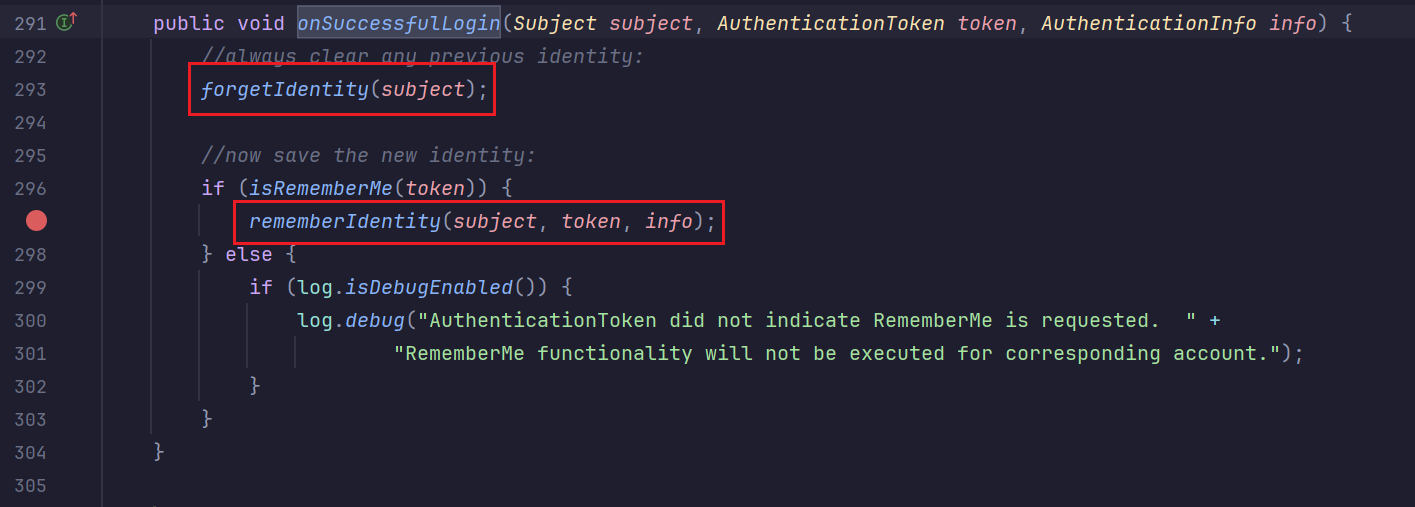 291 public void onSuccessfulLogin(Subject subject, AuthenticationToken token, AuthenticationInfo info) {
292 //always clear any previous identity:
293 forgetIdentity(subject);
294
295 //now save the new identity:
296 if (isRememberMe(token)) {
rememberIdentity(subject, token, info);
298 } else {
299 if (log.isDebugEnabled()) {
300 log.debug("AuthenticationToken did not indicate RememberMe is requested.  " +
301 "RememberMe functionality will not be executed for corresponding account.");
302 }
303 }
304 }
305